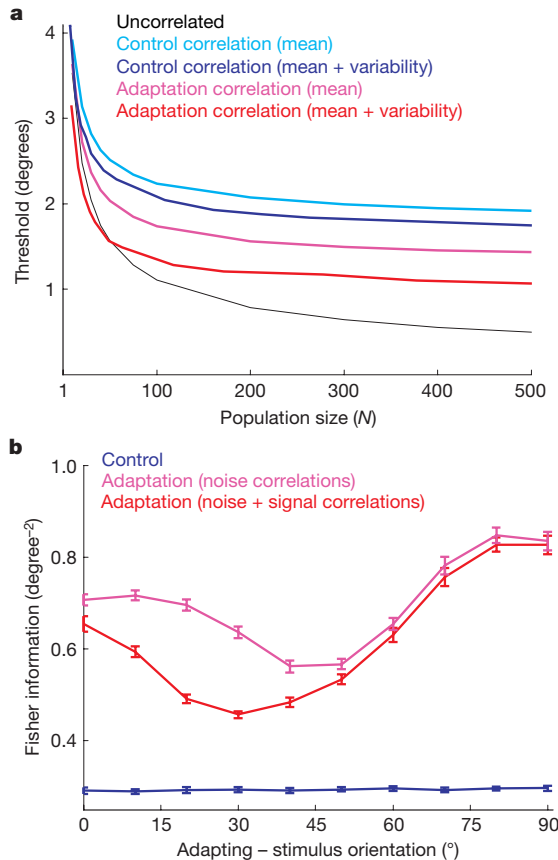 a
Uncorrelated
Control correlation (mean)
Control correlation (mean + variability)
Adaptation correlation (mean)
Adaptation correlation (mean + variability)
4
3
2
1
Threshold (degrees)
1 100 200 300 400 500
Population size (N)
b
Control
Adaptation (noise correlations)
Adaptation (noise + signal correlations)
1.0
0.8
0.6
0.4
Fisher information (degree⁻²)
0 15 30 45 60 75 90
Adapting – stimulus orientation (°)